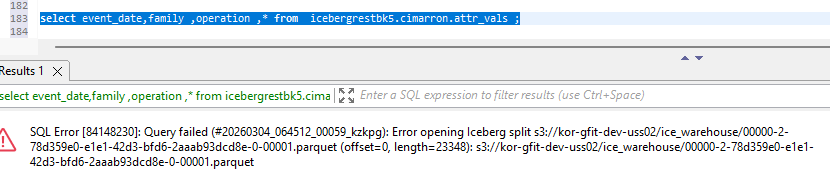 182
183 select event_date,family ,operation ,* from  icebergrestbk5.cimarron.attr_vals ;
184
Results 1 ×
select event_date,family ,operation ,* from icebergrestbk5.cima Enter a SQL expression to filter results (use Ctrl+Space)
SQL Error [84148230]: Query failed (#20260304_064512_00059_kzkpg): Error opening Iceberg split s3://kor-gfit-dev-uss02/ice_warehouse/00000-2-
78d359e0-e1e1-42d3-bfd6-2aaab93dcd8e-0-00001.parquet (offset=0, length=23348): s3://kor-gfit-dev-uss02/ice_warehouse/00000-2-78d359e0-e1e1-
42d3-bfd6-2aaab93dcd8e-0-00001.parquet